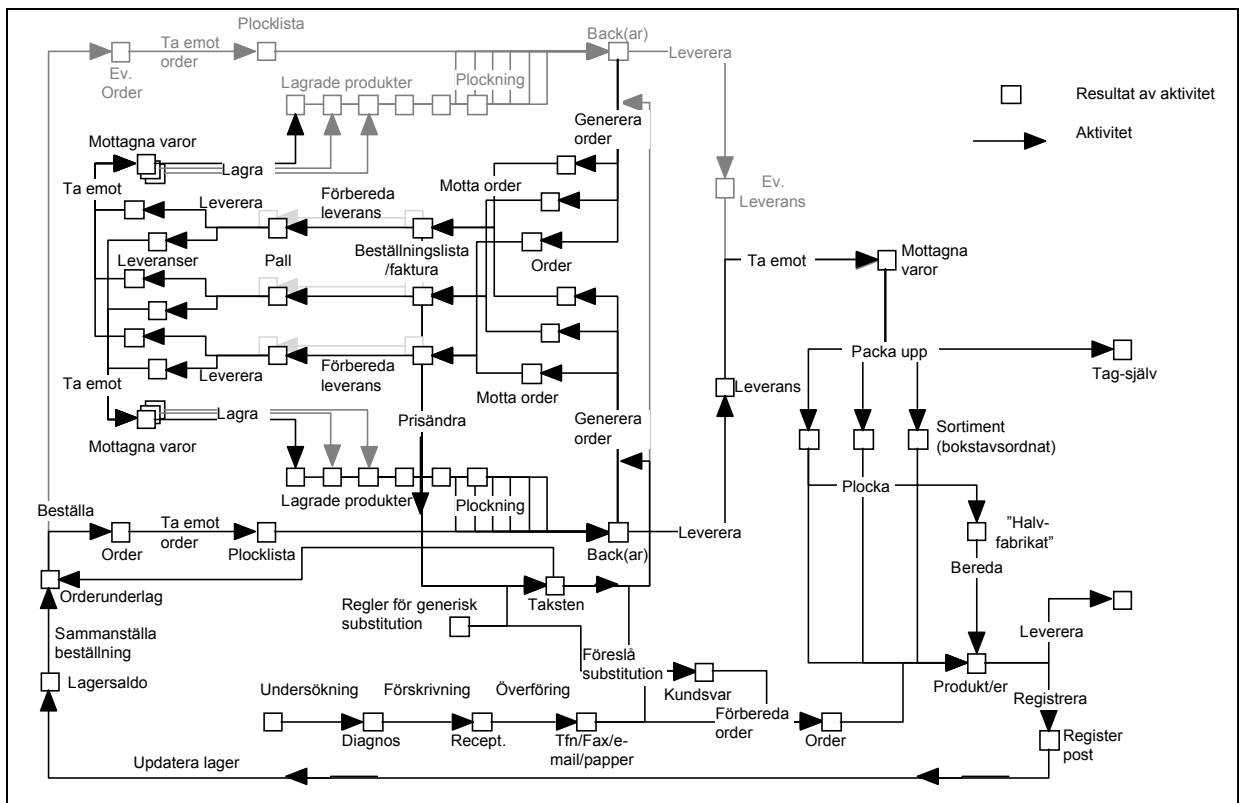 Plocklista
Ta emot
order
Ev.
Order
Back(ar)
Leverera
Lagrade produkter
Plockning
Resultat av aktivitet
Aktivitet
Mottagna varor
Lagra
Generera
order
Ta emot
Leverera
Förbereda
leverans
Motta order
Ev.
Leverans
Leveranser
Pall
Beställningslista
/faktura
Order
Ta emot
Mottagna
varor
Packa upp
Tag-själv
Leverera
Förbereda
leverans
Motta order
Leverans
Ta emot
Lagra
Mottagna varor
Prisändra
Generera
order
Sortiment
(bokstavsordnat)
Lagrade produkter
Plockning
Plocka
Beställa
Ta emot
order
Order
Plocklista
Back(ar)
Leverera
”Halv-
fabrikat”
Bereda
Orderunderlag
Taksten
Regler för generisk
substitution
Sammanställa
beställning
Leverera
Föreslå
substitution
Lagersaldo
Kundsvar
Produkt/er
Undersökning
Förskrivning
Överföring
Registrera
Förbereda
order
Diagnos
Recept.
Tfn/Fax/e-
mail/papper
Order
Register
post
Updatera lager